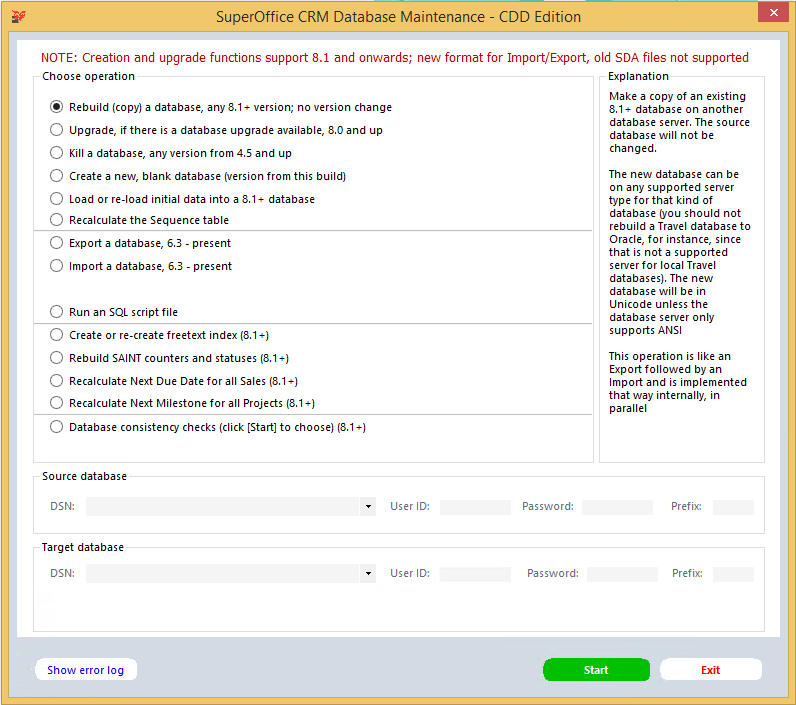 SuperOffice CRM Database Maintenance - CDD Edition
NOTE: Creation and upgrade functions support 8.1 and onwards; new format for Import/Export, old SDA files not supported
Choose operation
Rebuild (copy) a database, any 8.1+ version; no version change
Upgrade, if there is a database upgrade available, 8.0 and up
Kill a database, any version from 4.5 and up
Create a new, blank database (version from this build)
Load or re-load initial data into a 8.1+ database
Recalculate the Sequence table
Export a database, 6.3 - present
Import a database, 6.3 - present
Run an SQL script file
Create or re-create freetext index (8.1+)
Rebuild SAINT counters and statuses (8.1+)
Recalculate Next Due Date for all Sales (8.1+)
Recalculate Next Milestone for all Projects (8.1+)
Database consistency checks (click [Start] to choose) (8.1+)
Explanation
Make a copy of an existing
8.1+ database on another
database server. The source
database will not be
changed.
The new database can be
on any supported server
type for that kind of
database (you should not
rebuild a Travel database to
Oracle, for instance, since
that is not a supported
server for local Travel
databases). The new
database will be in
Unicode unless the
database server only
supports ANSI
This operation is like an
Export followed by an
Import and is implemented
that way internally, in
parallel
Source database
DSN: User ID: Password: Prefix:
Target database
DSN: User ID: Password: Prefix:
Show error log Start Exit